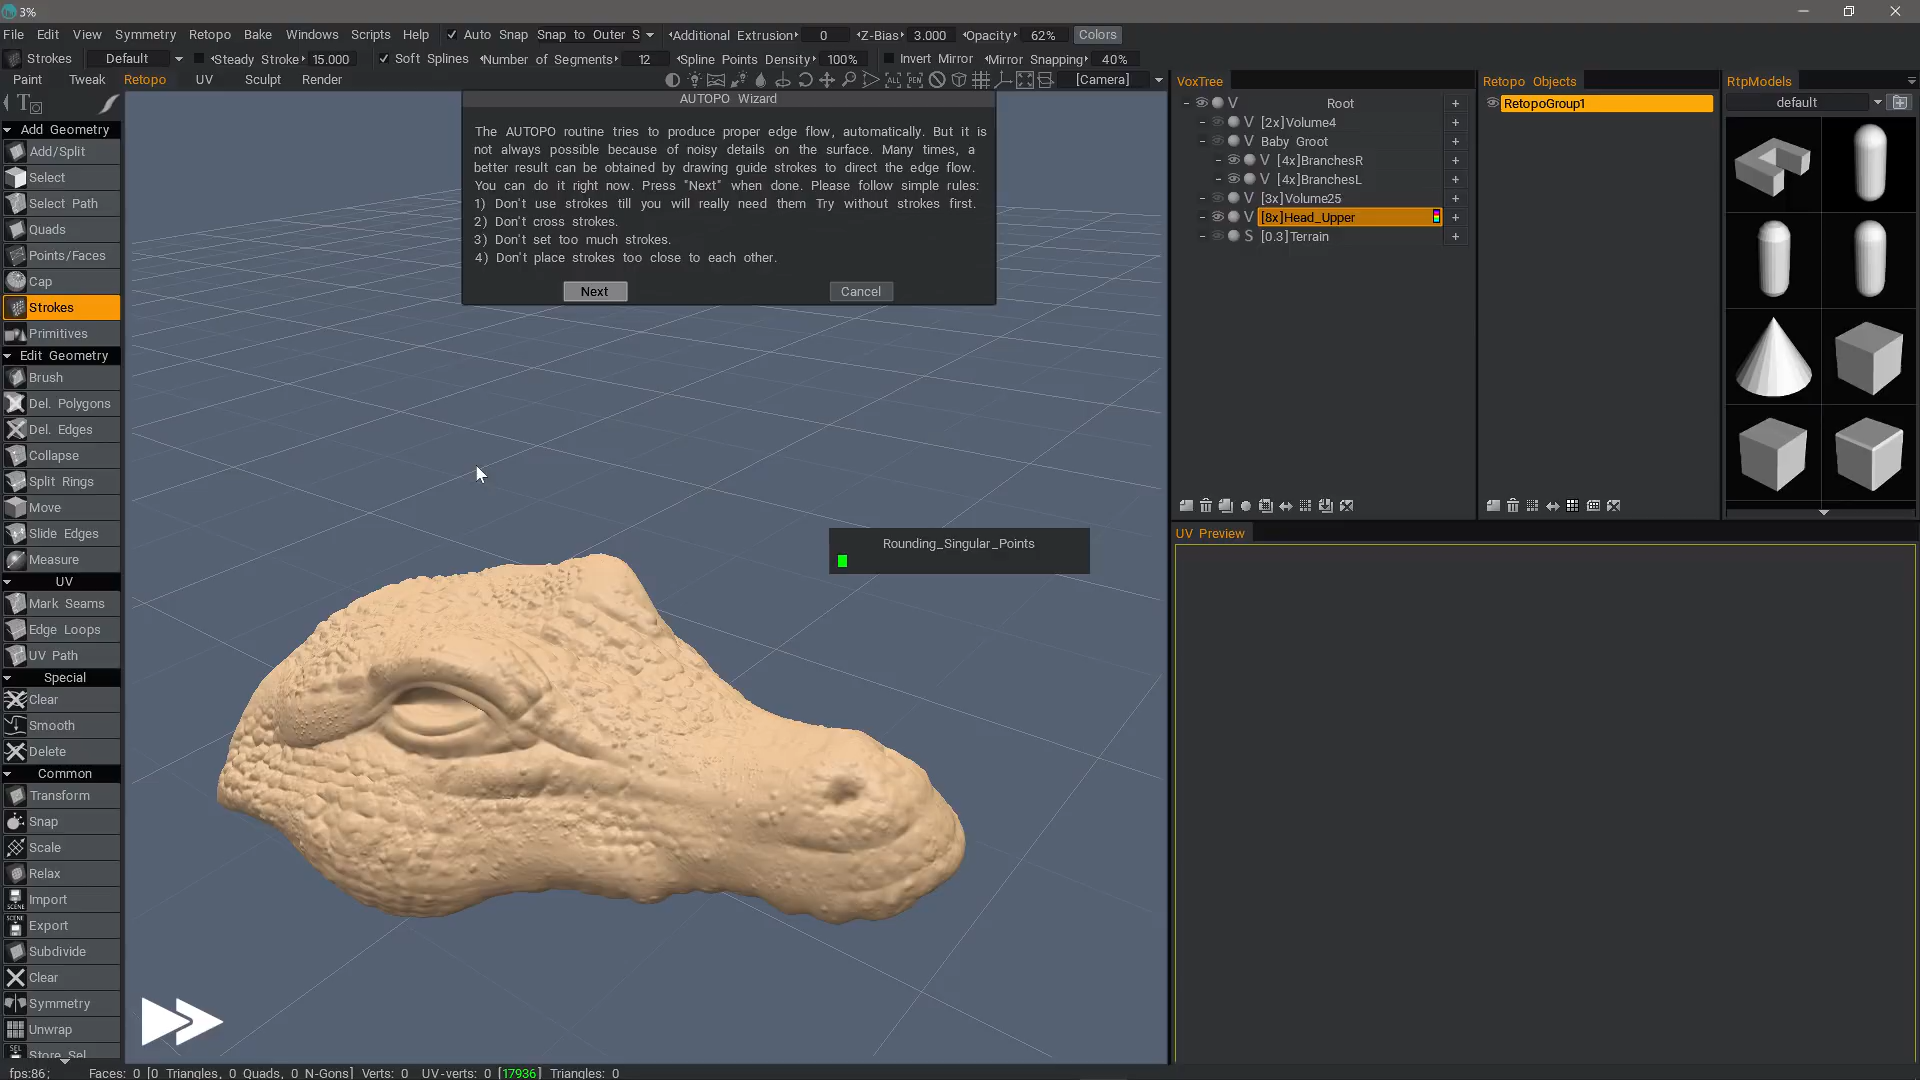 3%
File Edit View Symmetry Retopo Bake Windows Scripts Help Auto Snap Snap to Outer S Additional Extrusion 0 Z-Bias 3.000 Opacity 62% Colors
Strokes Default Steady Stroke 15.000 Soft Splines Number of Segments 12 Spline Points Density 100% Invert Mirror Mirror Snapping 40%
Paint Tweak Retopo UV Sculpt Render ALL PEN [Camera]
Add Geometry
Add/Split
Select
Select Path
Quads
Points/Faces
Cap
Strokes
Primitives
Edit Geometry
Brush
Del. Polygons
Del. Edges
Collapse
Split Rings
Move
Slide Edges
Measure
UV
Mark Seams
Edge Loops
UV Path
Special
Clear
Smooth
Delete
Common
Transform
Snap
Scale
Relax
Import
Export
Subdivide
Clear
Symmetry
Unwrap
Store Sel
AUTOPO Wizard
The AUTOPO routine tries to produce proper edge flow, automatically. But it is
not always possible because of noisy details on the surface. Many times, a
better result can be obtained by drawing guide strokes to direct the edge flow.
You can do it right now. Press "Next" when done. Please follow simple rules:
1) Don't use strokes till you will really need them Try without strokes first.
2) Don't cross strokes.
3) Don't set too much strokes.
4) Don't place strokes too close to each other.
Next Cancel
Rounding_Singular_Points
VoxTree
V Root +
V [2x]Volume4 +
V Baby Groot +
V [4x]BranchesR +
V [4x]BranchesL +
V [3x]Volume25 +
V [8x]Head_Upper +
S [0.3]Terrain +
Retopo Objects
RetopoGroup1
RtpModels
default
UV Preview
fps:86; Faces: 0 [0 Triangles, 0 Quads, 0 N-Gons] Verts: 0 UV-verts: 0 [17936] Triangles: 0